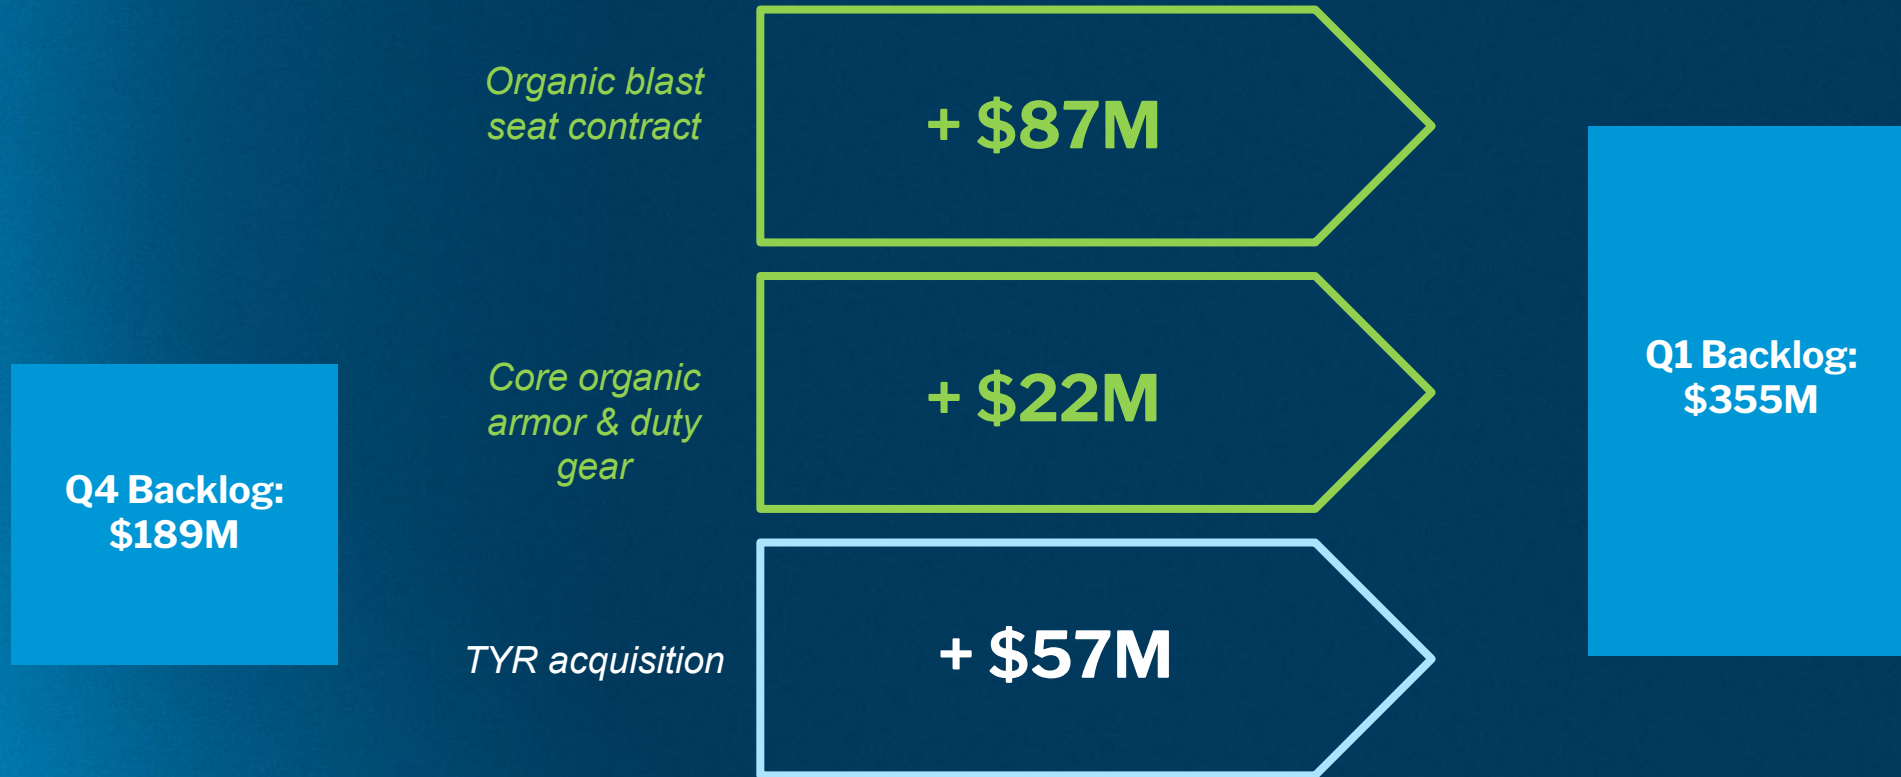 Organic blast
seat contract
+ $87M
Core organic
armor & duty
gear
+ $22M
TYR acquisition
+ $57M
Q4 Backlog:
$189M
Q1 Backlog:
$355M